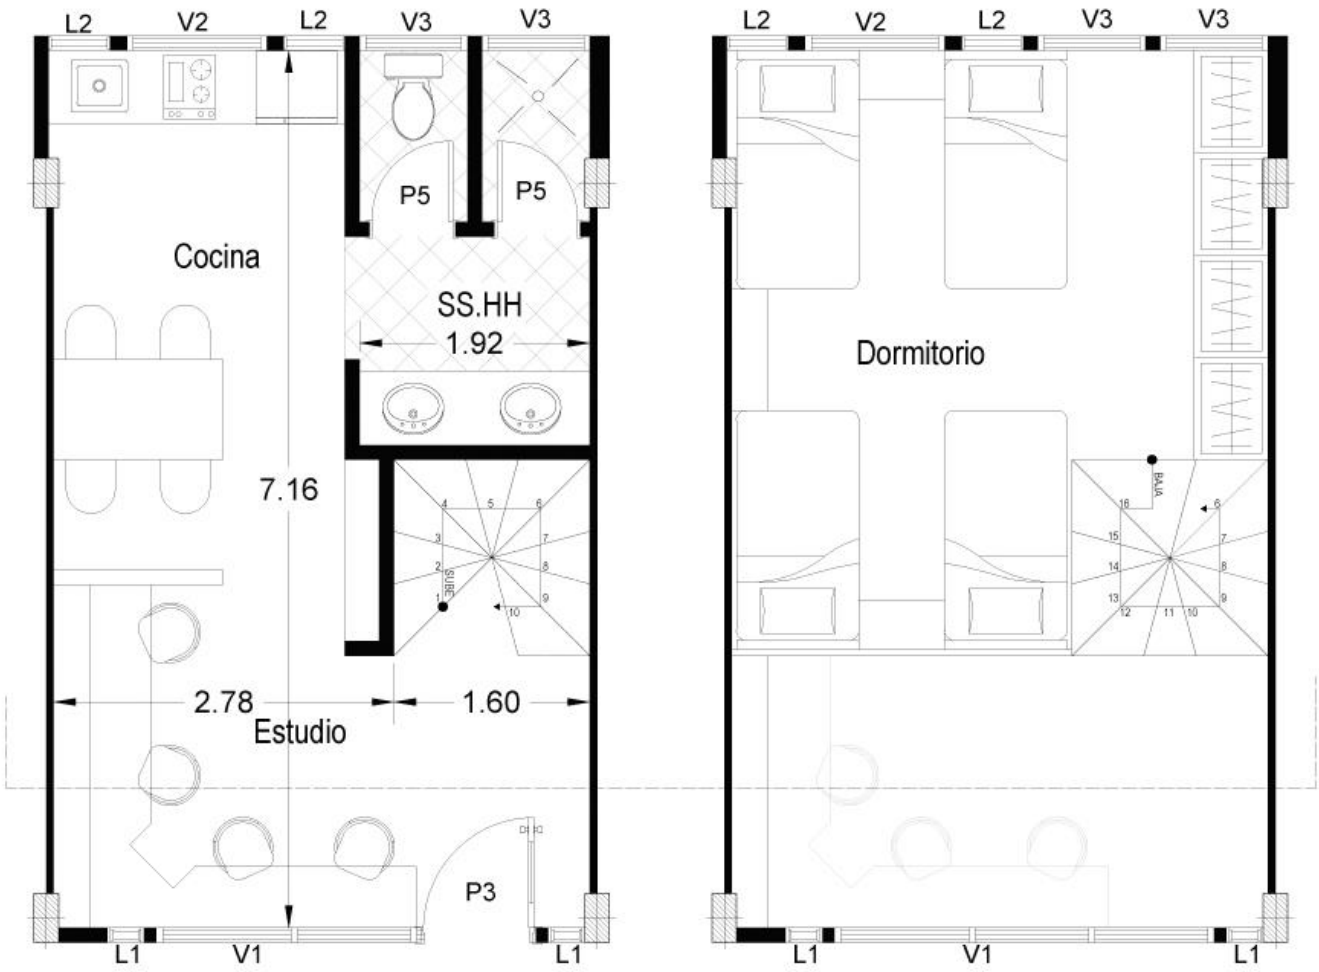 L2 V2 L2 V3 V3
P5 P5
Cocina
SS.HH
1.92
7.16
4 5 6
3 7
2 8
1 SUBE 9
10
2.78 1.60
Estudio
P3
L1 V1 L1
L2 V2 L2 V3 V3
Dormitorio
BAJA
16 6
15 7
14 8
13 9
12 11 10
L1 V1 L1